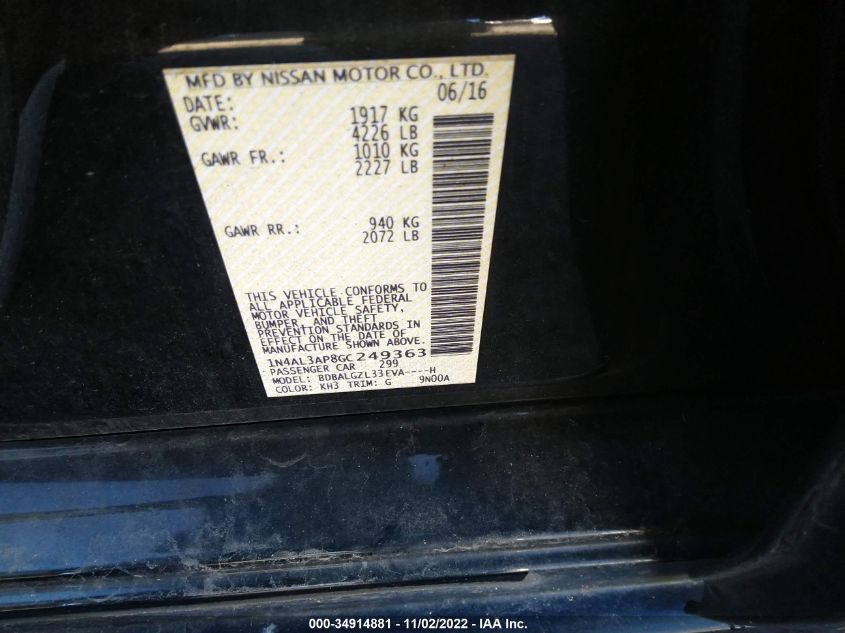 MFD BY NISSAN MOTOR CO., LTD.
DATE: 06/16
GVWR: 1917 KG
4226 LB
GAWR FR.: 1010 KG
2227 LB
GAWR RR.: 940 KG
2072 LB
THIS VEHICLE CONFORMS TO
ALL APPLICABLE FEDERAL
MOTOR VEHICLE SAFETY,
BUMPER, AND THEFT
PREVENTION STANDARDS IN
EFFECT ON THE DATE OF
MANUFACTURE SHOWN ABOVE.
1N4AL3AP8GC249363
PASSENGER CAR 299
MODEL: BDBALGZL33EVA----H
COLOR: KH3 TRIM: G 9N00A
000-34914881 - 11/02/2022 - IAA Inc.